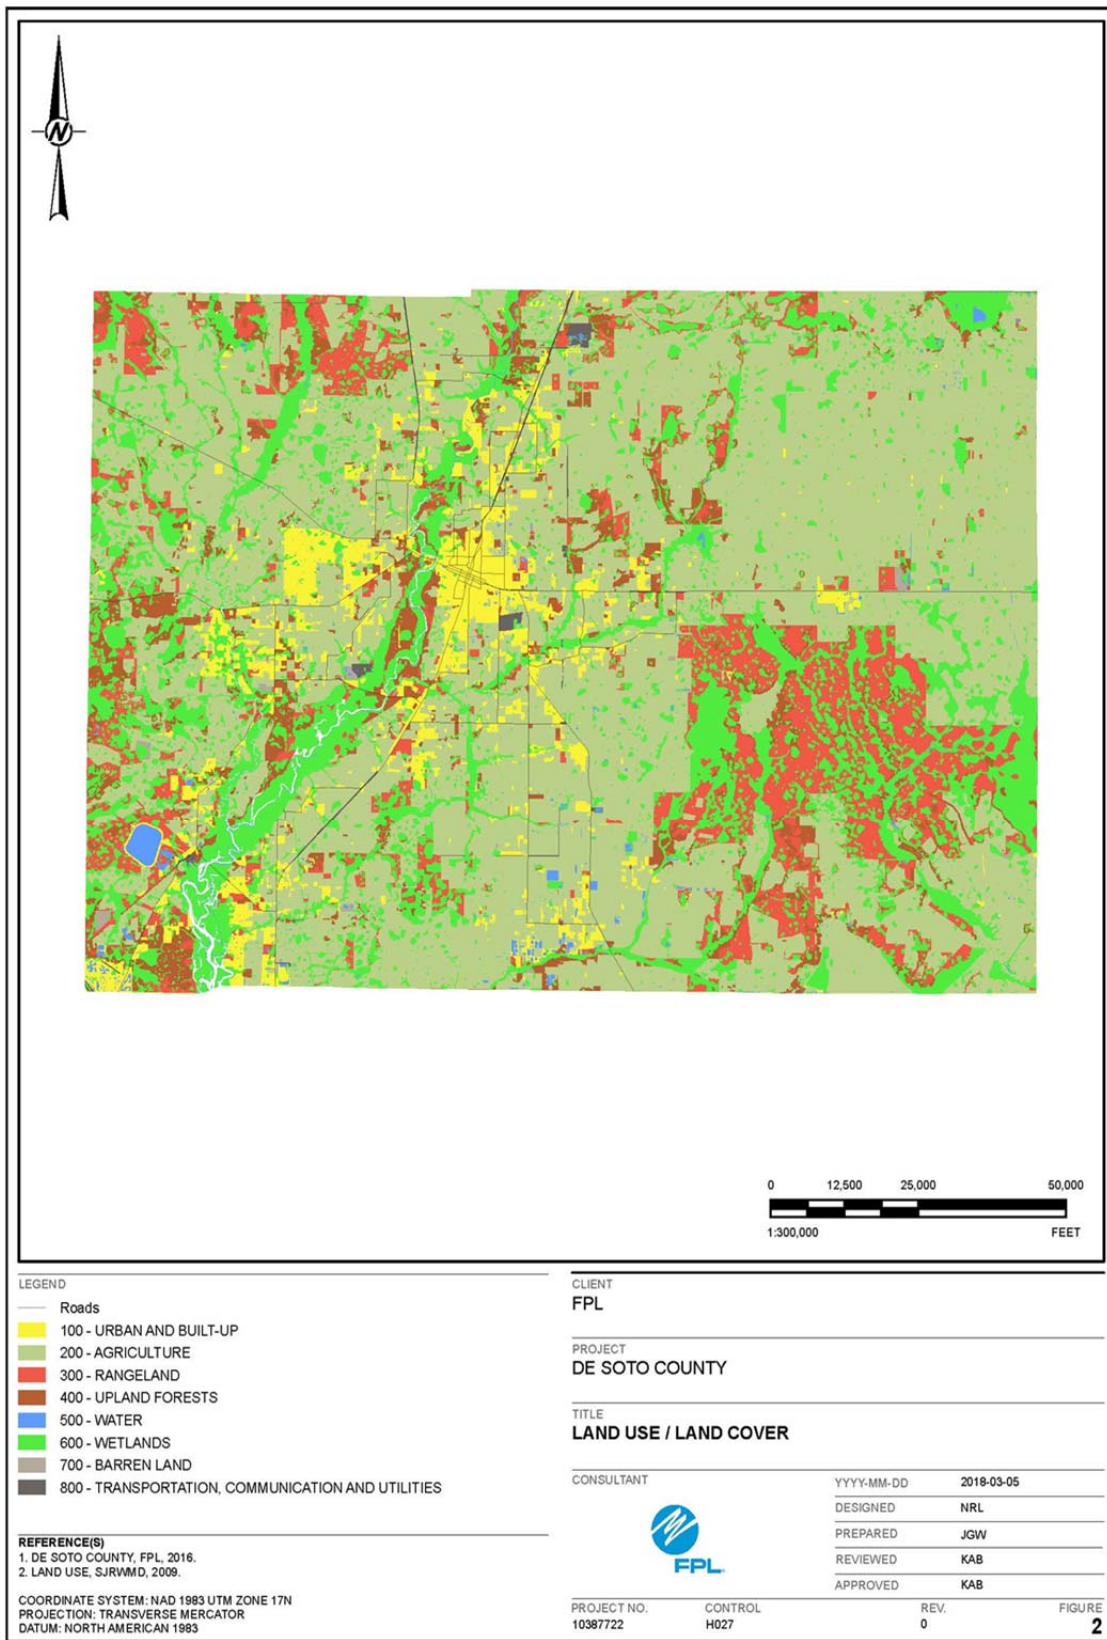 N
0 12,500 25,000 50,000
1:300,000 FEET
LEGEND
Roads
100 - URBAN AND BUILT-UP
200 - AGRICULTURE
300 - RANGELAND
400 - UPLAND FORESTS
500 - WATER
600 - WETLANDS
700 - BARREN LAND
800 - TRANSPORTATION, COMMUNICATION AND UTILITIES
REFERENCE(S)
1. DE SOTO COUNTY, FPL, 2016.
2. LAND USE, SJRWMD, 2009.
COORDINATE SYSTEM: NAD 1983 UTM ZONE 17N
PROJECTION: TRANSVERSE MERCATOR
DATUM: NORTH AMERICAN 1983
CLIENT
FPL
PROJECT
DE SOTO COUNTY
TITLE
LAND USE / LAND COVER
CONSULTANT
FPL.
YYYY-MM-DD 2018-03-05
DESIGNED NRL
PREPARED JGW
REVIEWED KAB
APPROVED KAB
PROJECT NO. CONTROL REV. FIGURE
10387722 H027 0 2